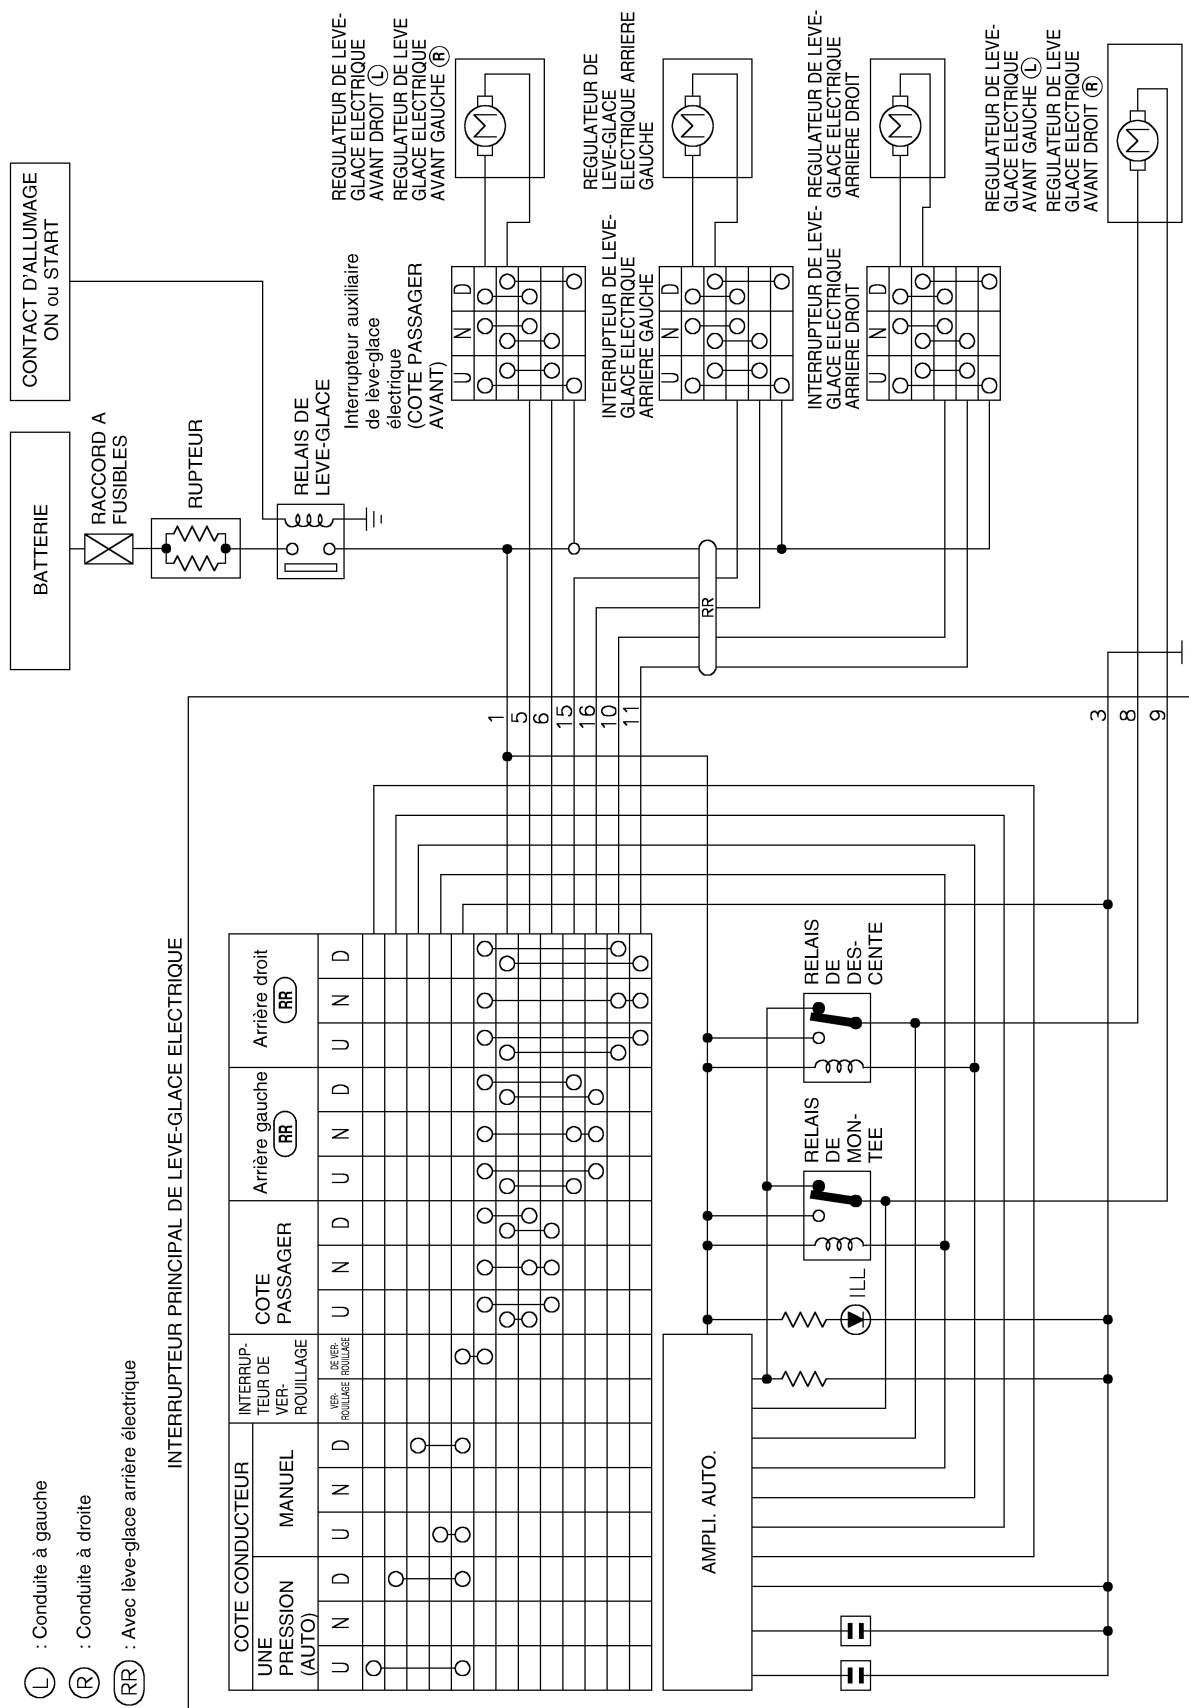 Ⓛ : Conduite à gauche
Ⓡ : Conduite à droite
RR : Avec lève-glace arrière électrique
BATTERIE
CONTACT D'ALLUMAGE
ON ou START
RACCORD A
FUSIBLES
RUPTEUR
RELAIS DE
LEVE-GLACE
Interrupteur auxiliaire
de lève-glace
électrique
(COTE PASSAGER
AVANT)
U N D
REGULATEUR DE LEVE-
GLACE ELECTRIQUE
AVANT DROIT Ⓛ
REGULATEUR DE LEVE
GLACE ELECTRIQUE
AVANT GAUCHE Ⓡ
M
INTERRUPTEUR DE LEVE-
GLACE ELECTRIQUE
ARRIERE GAUCHE
U N D
REGULATEUR DE
LEVE-GLACE
ELECTRIQUE ARRIERE
GAUCHE
M
INTERRUPTEUR DE LEVE-
GLACE ELECTRIQUE
ARRIERE DROIT
U N D
REGULATEUR DE LEVE-
GLACE ELECTRIQUE
ARRIERE DROIT
M
REGULATEUR DE LEVE-
GLACE ELECTRIQUE
AVANT GAUCHE Ⓛ
REGULATEUR DE LEVE
GLACE ELECTRIQUE
AVANT DROIT Ⓡ
M
RR
INTERRUPTEUR PRINCIPAL DE LEVE-GLACE ELECTRIQUE
1
5
6
15
16
10
11
3
8
9
COTE CONDUCTEUR
UNE
PRESSION
(AUTO)
MANUEL
INTERRUP-
TEUR DE
VER-
ROUILLAGE
COTE
PASSAGER
Arrière gauche
RR
Arrière droit
RR
U N D
U N D
VER-
ROUILLAGE
DE VER-
ROUILLAGE
U N D
U N D
U N D
AMPLI. AUTO.
ILL
RELAIS
DE
MON-
TEE
RELAIS
DE
DES-
CENTE